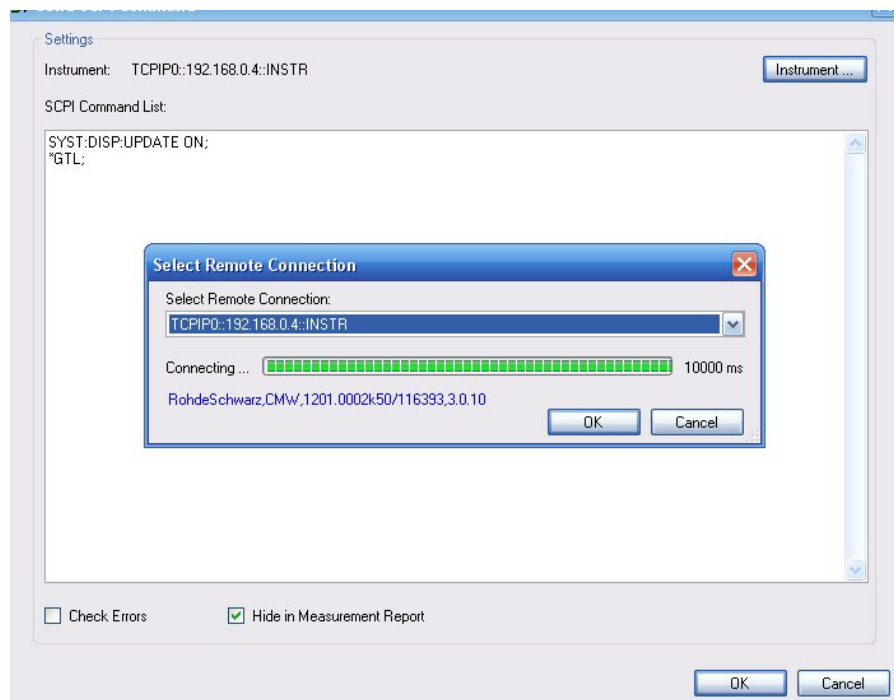 Settings
Instrument: TCPIP0::192.168.0.4::INSTR
Instrument ...
SCPI Command List:
SYST:DISP:UPDATE ON;
*GTL;
Select Remote Connection
Select Remote Connection:
TCPIP0::192.168.0.4::INSTR
Connecting ... 10000 ms
RohdeSchwarz,CMW,1201.0002k50/116393,3.0.10
OK Cancel
Check Errors Hide in Measurement Report
OK Cancel